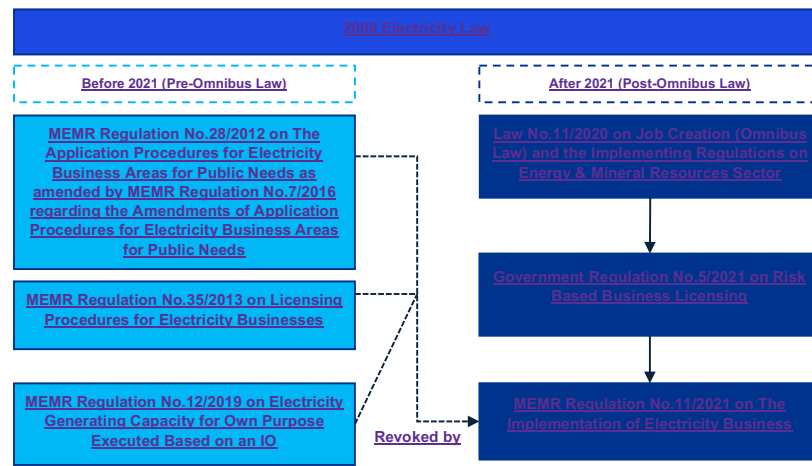 2009 Electricity Law
Before 2021 (Pre-Omnibus Law)
After 2021 (Post-Omnibus Law)
MEMR Regulation No.28/2012 on The
Application Procedures for Electricity
Business Areas for Public Needs as
amended by MEMR Regulation No.7/2016
regarding the Amendments of Application
Procedures for Electricity Business Areas
for Public Needs
Law No.11/2020 on Job Creation (Omnibus
Law) and the Implementing Regulations on
Energy & Mineral Resources Sector
MEMR Regulation No.35/2013 on Licensing
Procedures for Electricity Businesses
Government Regulation No.5/2021 on Risk
Based Business Licensing
MEMR Regulation No.12/2019 on Electricity
Generating Capacity for Own Purpose
Executed Based on an IO
Revoked by
MEMR Regulation No.11/2021 on The
Implementation of Electricity Business